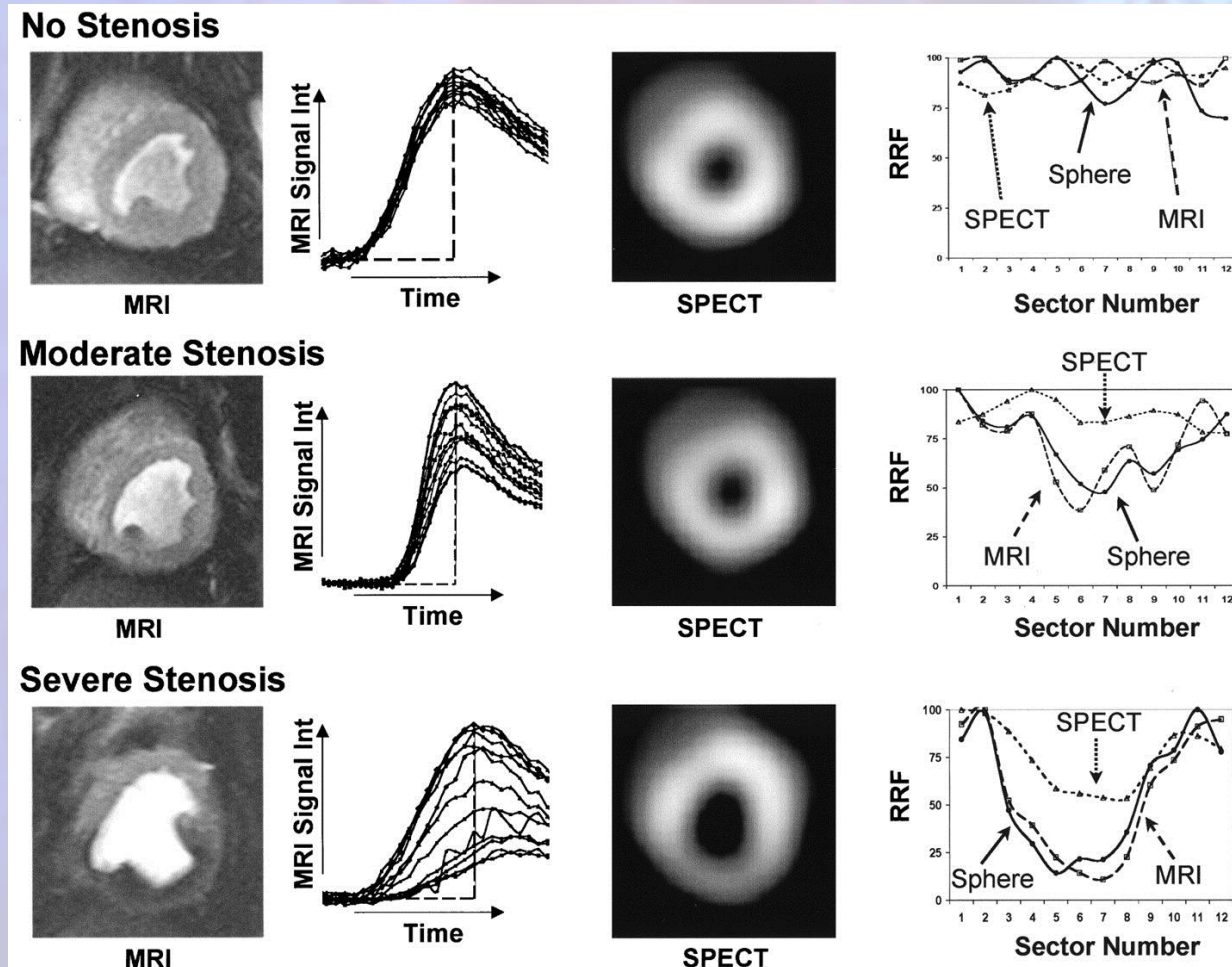 No Stenosis
MRI
MRI Signal Int
Time
SPECT
RRF
100
75
50
25
0
SPECT
Sphere
MRI
1 2 3 4 5 6 7 8 9 10 11 12
Sector Number
Moderate Stenosis
MRI
MRI Signal Int
Time
SPECT
RRF
100
75
50
25
0
SPECT
MRI
Sphere
1 2 3 4 5 6 7 8 9 10 11 12
Sector Number
Severe Stenosis
MRI
MRI Signal Int
Time
SPECT
RRF
100
75
50
25
0
SPECT
Sphere
MRI
1 2 3 4 5 6 7 8 9 10 11 12
Sector Number